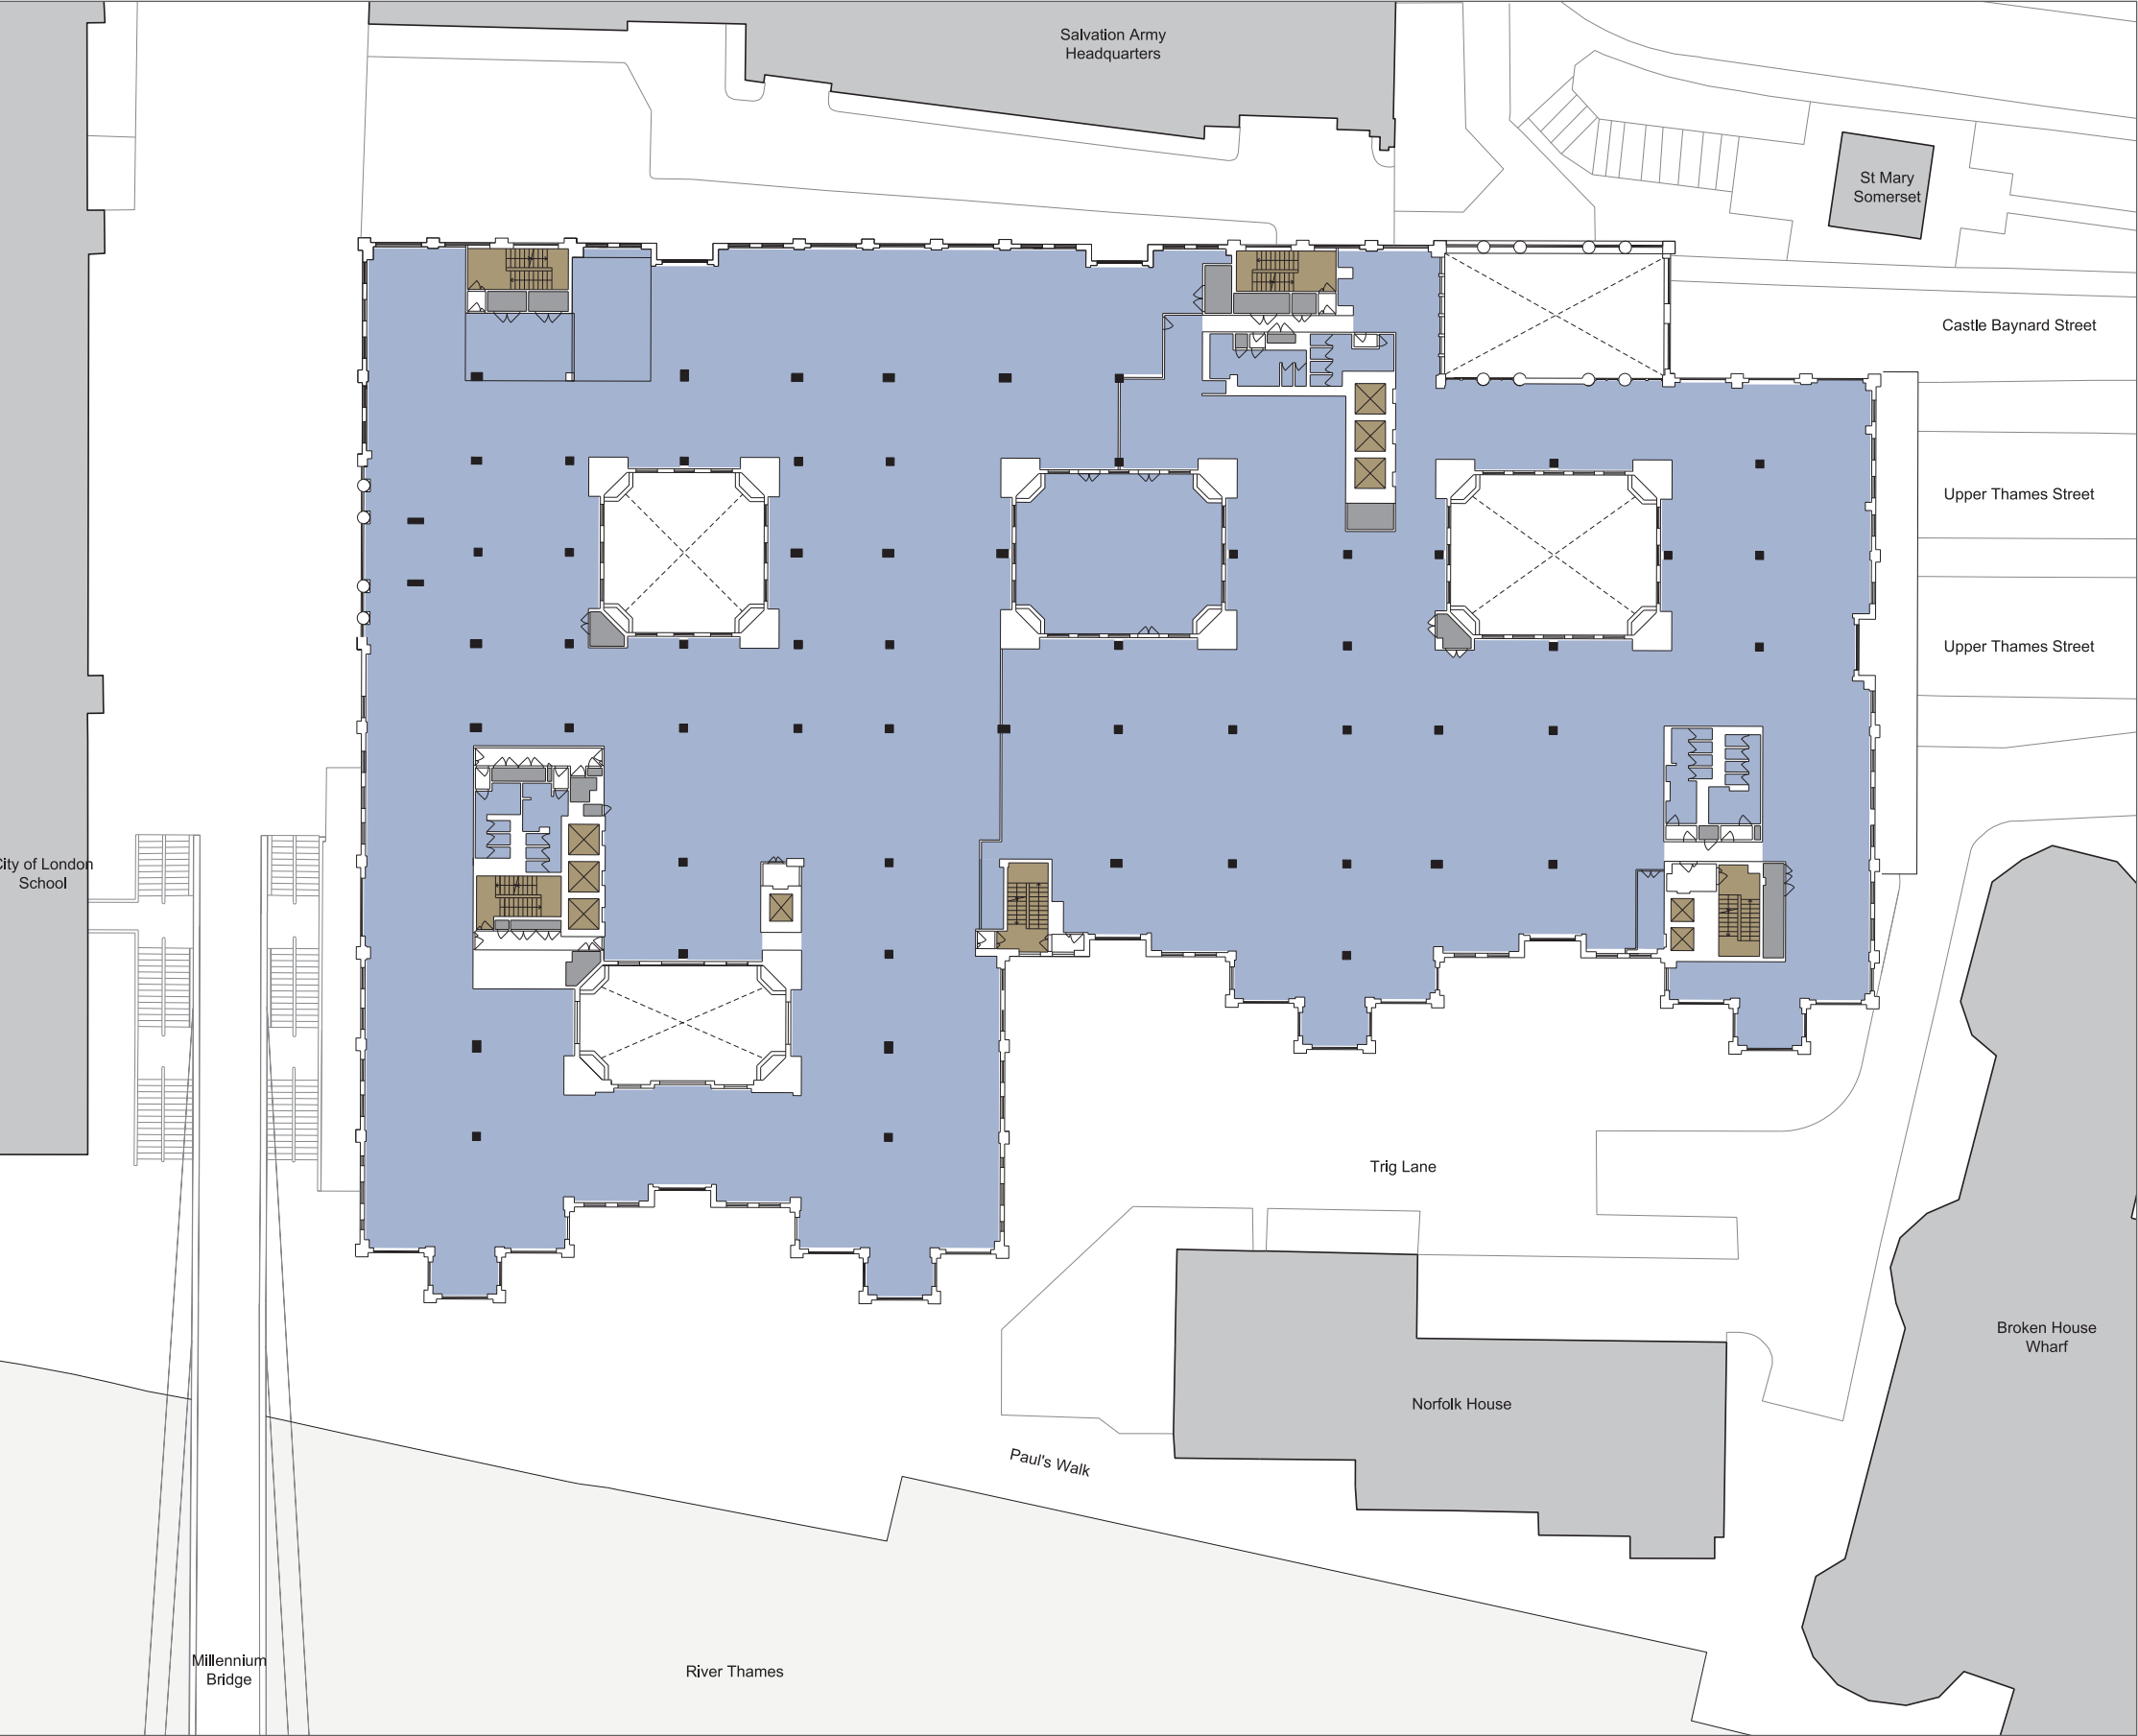 Salvation Army
Headquarters
St Mary
Somerset
Castle Baynard Street
Upper Thames Street
Upper Thames Street
City of London
School
Trig Lane
Broken House
Wharf
Norfolk House
Paul's Walk
Millennium
Bridge
River Thames